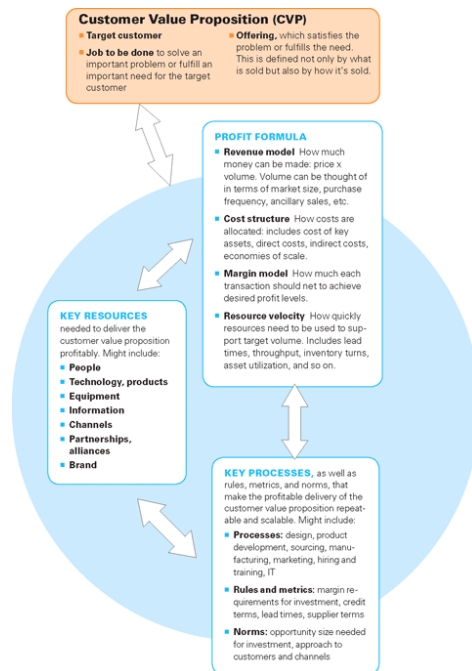 Customer Value Proposition (CVP)
Target customer
Job to be done to solve an
important problem or fulfill an
important need for the target
customer
Offering, which satisfies the
problem or fulfills the need.
This is defined not only by what
is sold but also by how it's sold.
PROFIT FORMULA
Revenue model How much
money can be made: price x
volume. Volume can be thought of
in terms of market size, purchase
frequency, ancillary sales, etc.
Cost structure How costs are
allocated: includes cost of key
assets, direct costs, indirect costs,
economies of scale.
Margin model How much each
transaction should net to achieve
desired profit levels.
Resource velocity How quickly
resources need to be used to sup-
port target volume. Includes lead
times, throughput, inventory turns,
asset utilization, and so on.
KEY RESOURCES
needed to deliver the
customer value proposition
profitably. Might include:
People
Technology, products
Equipment
Information
Channels
Partnerships,
alliances
Brand
KEY PROCESSES, as well as
rules, metrics, and norms, that
make the profitable delivery of the
customer value proposition repeat-
able and scalable. Might include:
Processes: design, product
development, sourcing, manu-
facturing, marketing, hiring and
training, IT
Rules and metrics: margin re-
quirements for investment, credit
terms, lead times, supplier terms
Norms: opportunity size needed
for investment, approach to
customers and channels